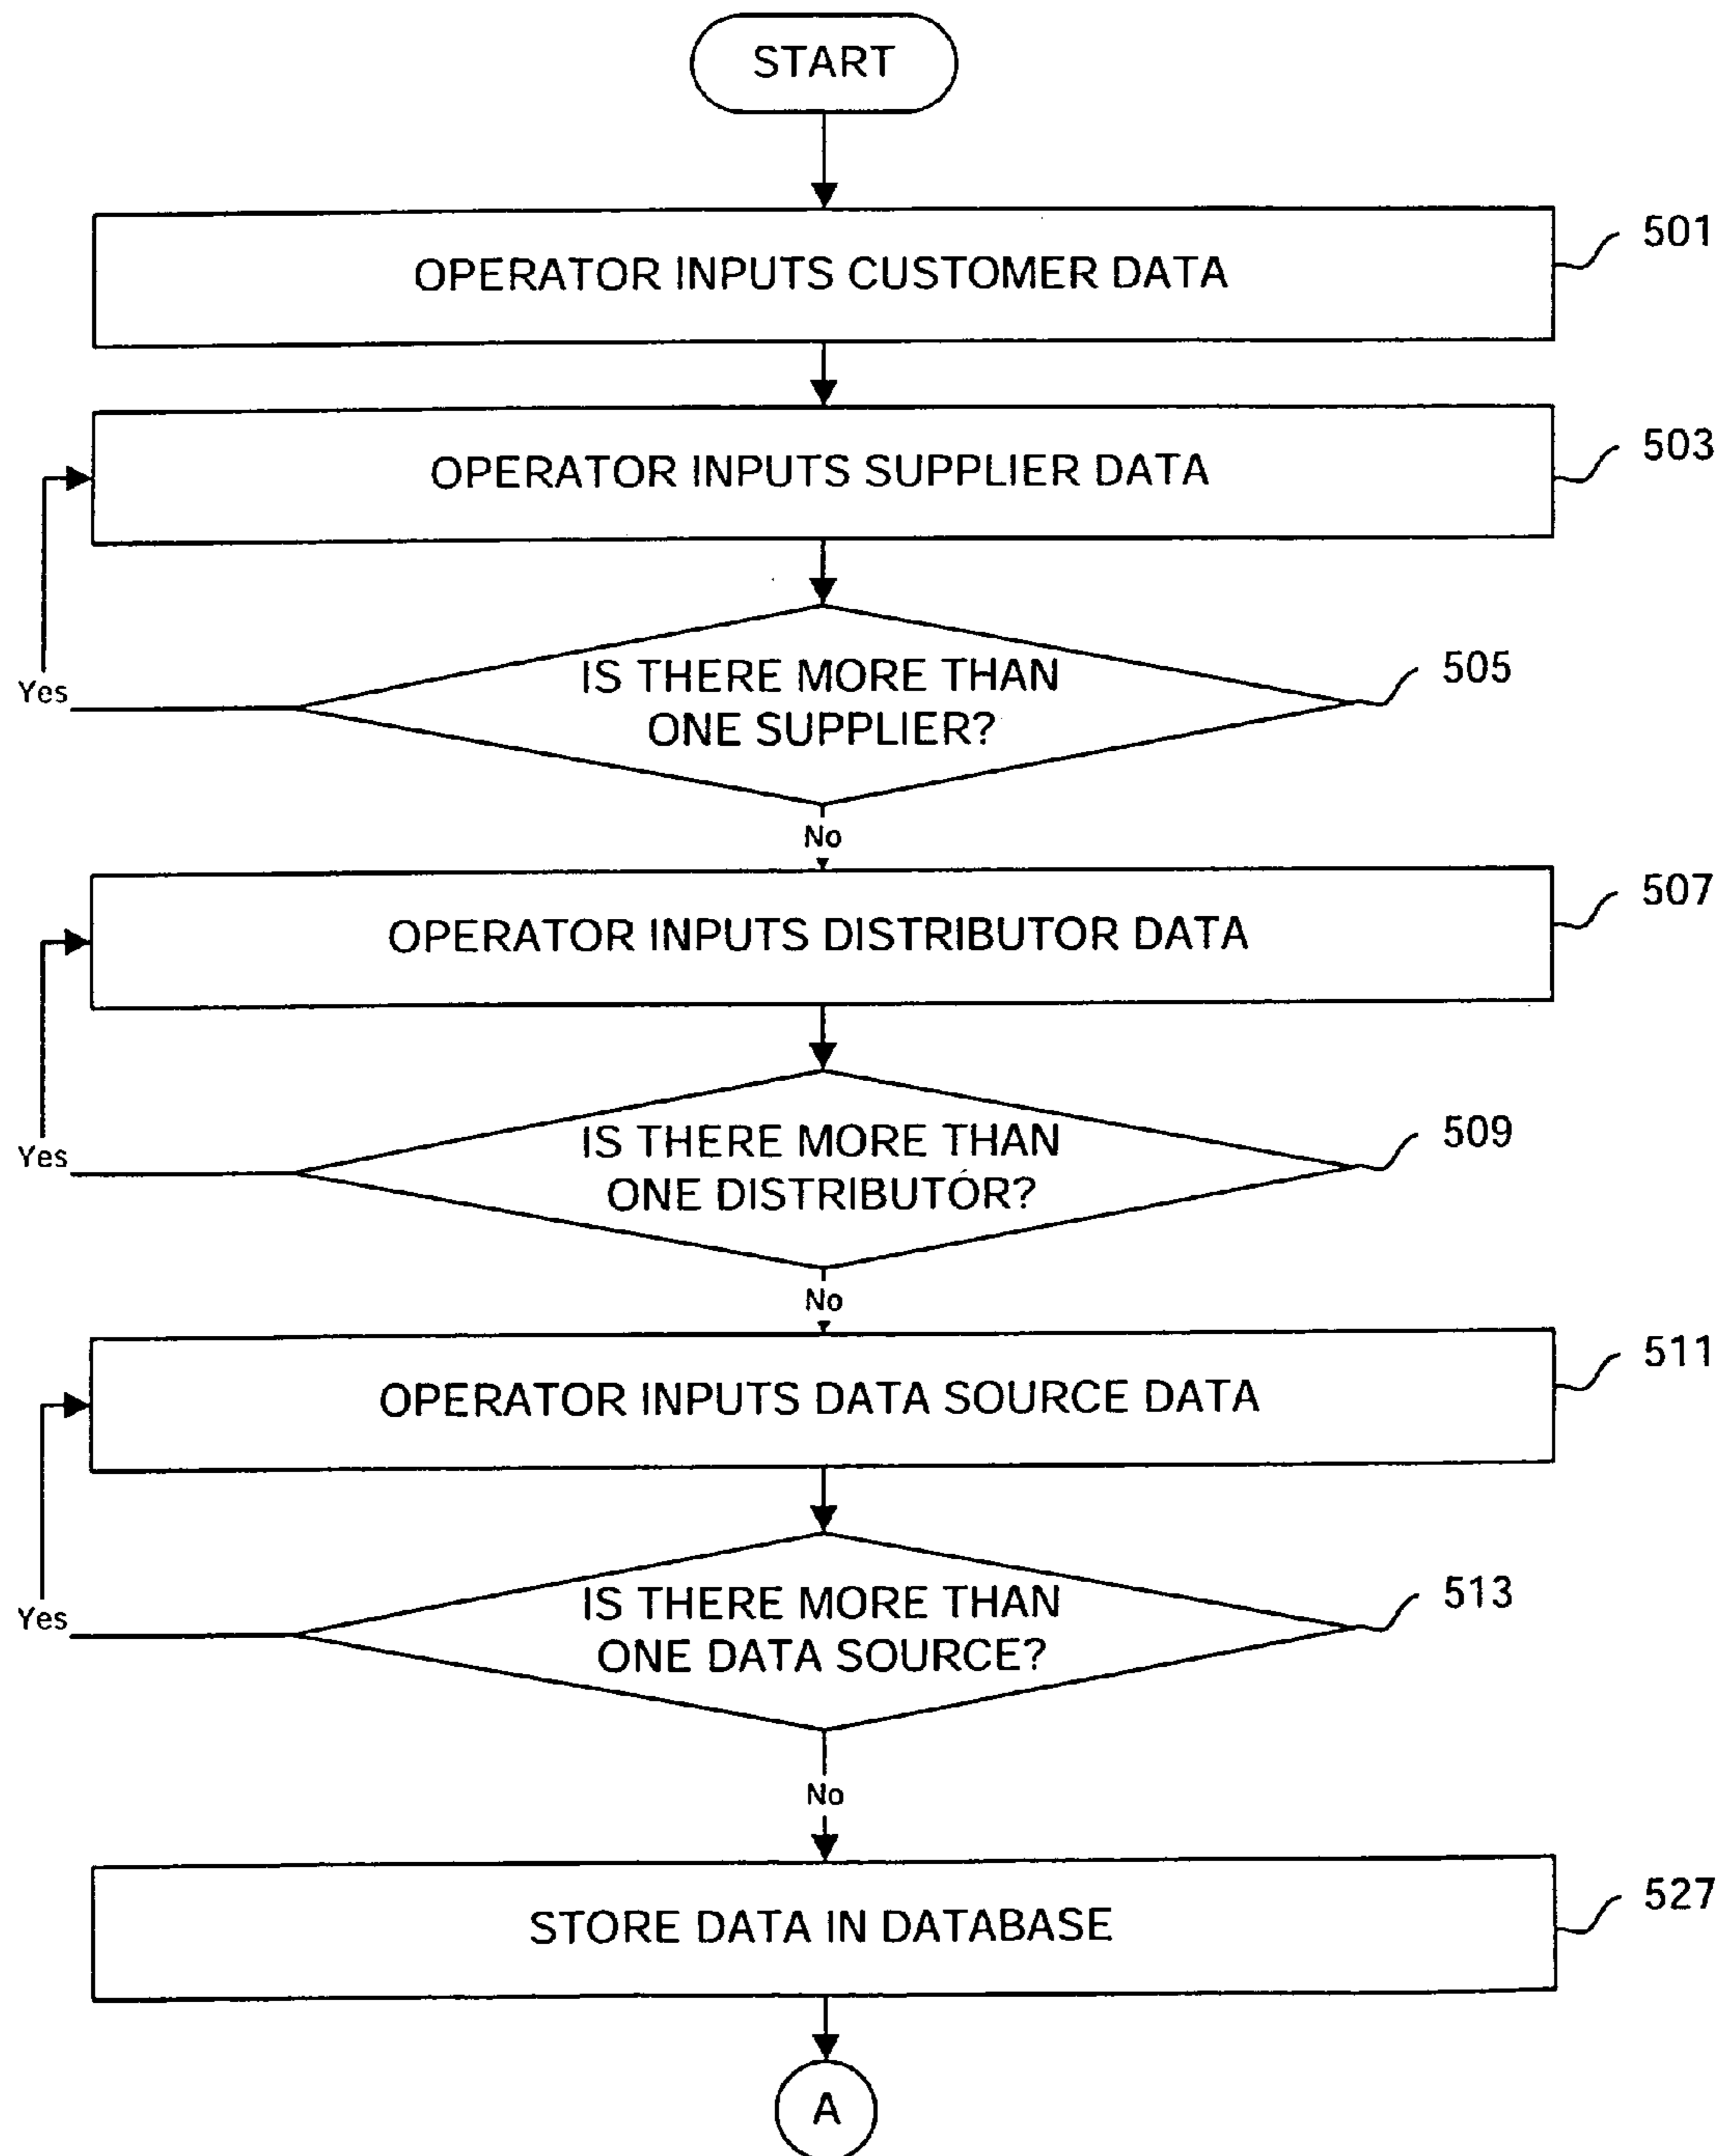 START
OPERATOR INPUTS CUSTOMER DATA
501
OPERATOR INPUTS SUPPLIER DATA
503
IS THERE MORE THAN
ONE SUPPLIER?
505
Yes
No
OPERATOR INPUTS DISTRIBUTOR DATA
507
IS THERE MORE THAN
ONE DISTRIBUTOR?
509
Yes
No
OPERATOR INPUTS DATA SOURCE DATA
511
IS THERE MORE THAN
ONE DATA SOURCE?
513
Yes
No
STORE DATA IN DATABASE
527
A